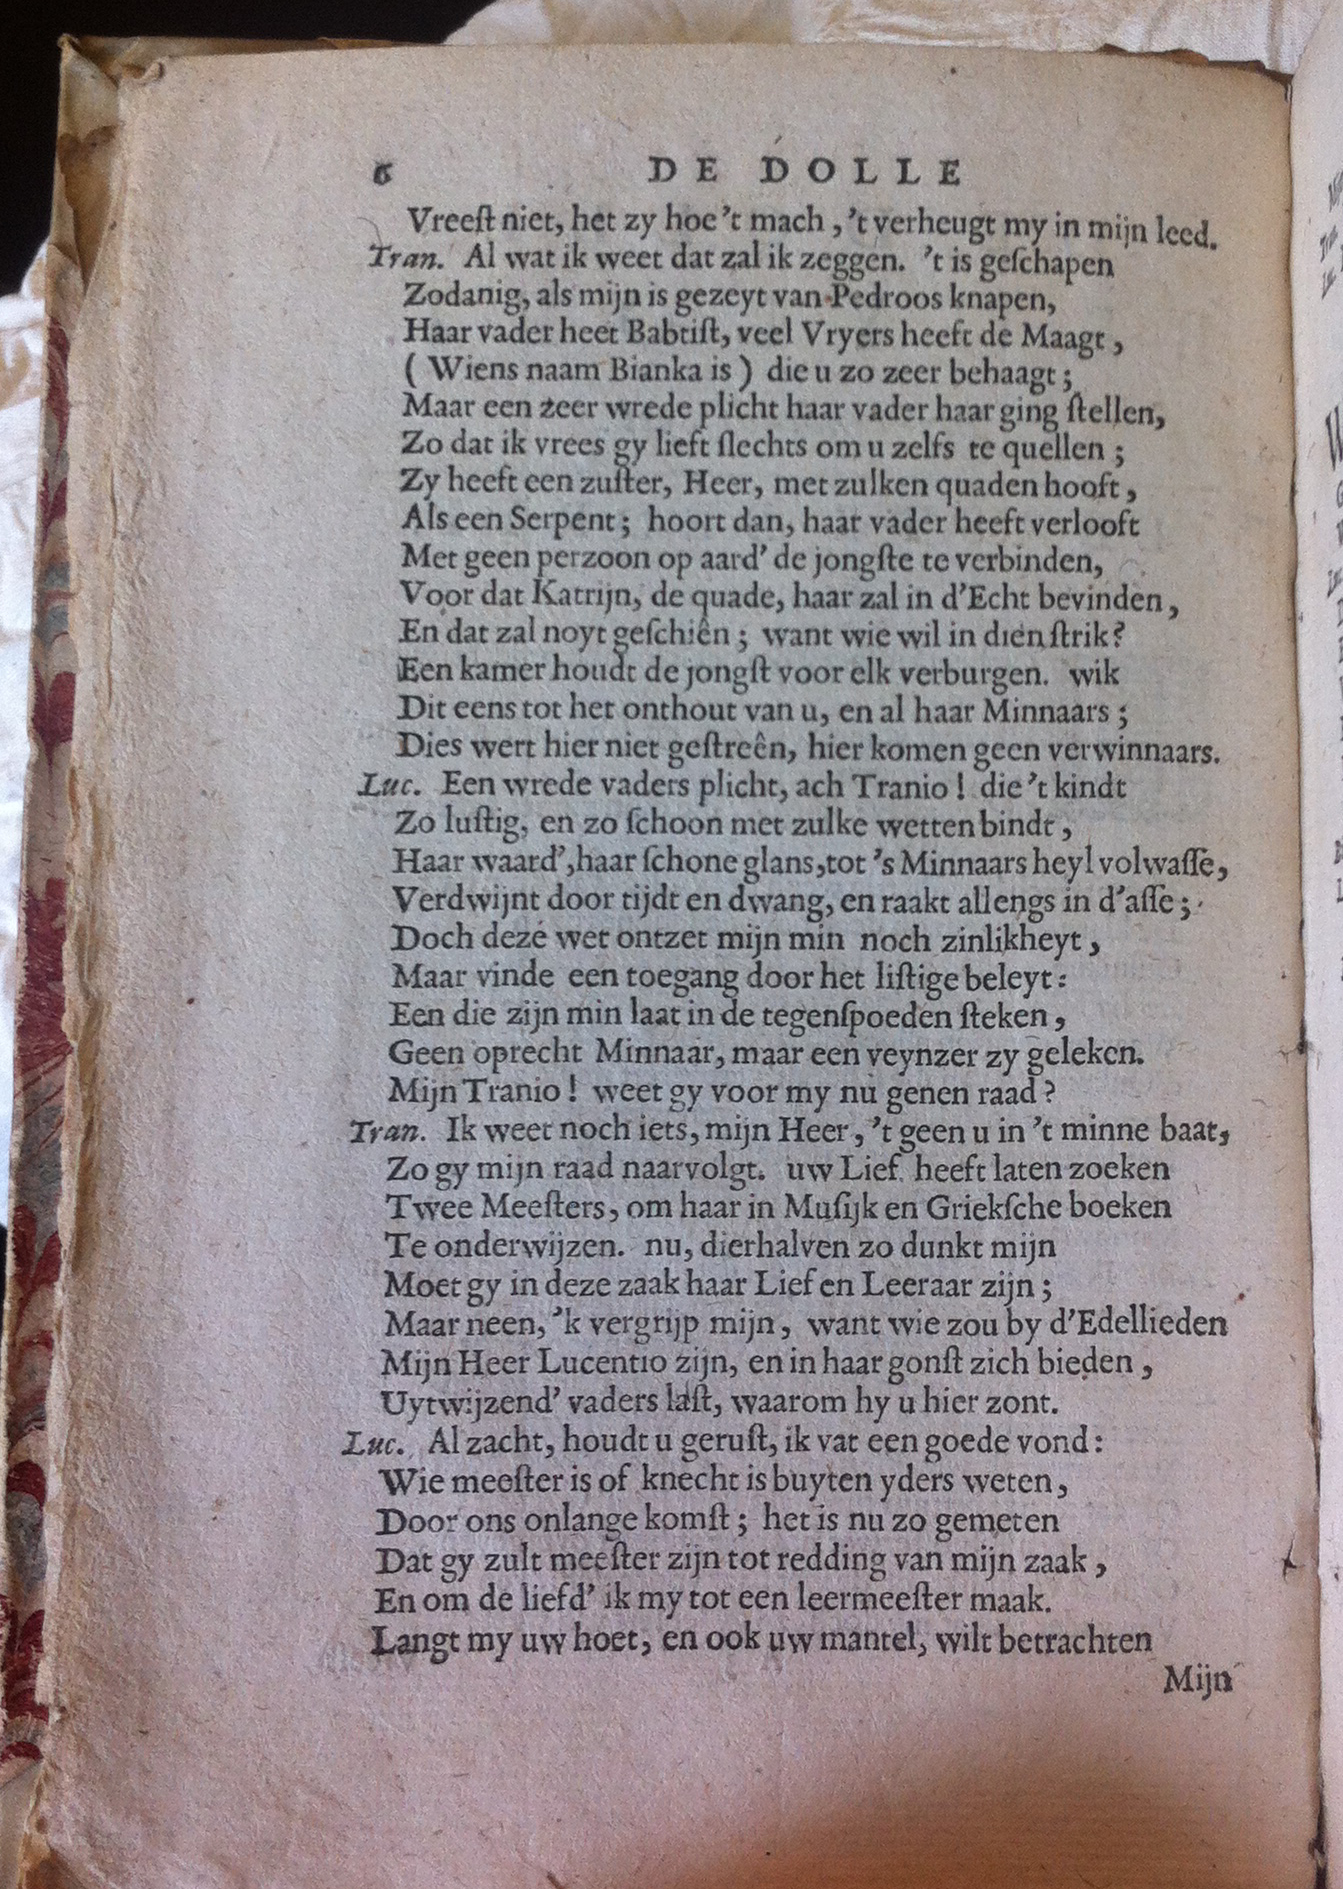 6 DE DOLLE
Vreeſt niet, het zy hoe 't mach, 't verheugt my in mijn leed.
Tran. Al wat ik weet dat zal ik zeggen. 't is geſchapen
Zodanig, als mijn is gezeyt van Pedroos knapen,
Haar vader heet Babtiſt, veel Vryers heeft de Maagt,
(Wiens naam Bianka is) die u zo zeer behaagt;
Maar een zeer wrede plicht haar vader haar ging ſtellen,
Zo dat ik vrees gy lieft ſlechts om u zelfs te quellen;
Zy heeft een zuſter, Heer, met zulken quaden hooft,
Als een Serpent; hoort dan, haar vader heeft verlooft
Met geen perzoon op aard' de jongſte te verbinden,
Voor dat Katrijn, de quade, haar zal in d'Echt bevinden,
En dat zal noyt geſchiên; want wie wil in dien ſtrik?
Een kamer houdt de jongſt voor elk verburgen. wik
Dit eens tot het onthout van u, en al haar Minnaars;
Dies wert hier niet geſtreên, hier komen geen verwinnaars.
Luc. Een wrede vaders plicht, ach Tranio! die 't kindt
Zo luſtig, en zo ſchoon met zulke wetten bindt,
Haar waard', haar ſchone glans, tot 's Minnaars heyl volwaſſe,
Verdwijnt door tijdt en dwang, en raakt allengs in d'aſſe;
Doch deze wet ontzet mijn min noch zinlikheyt,
Maar vinde een toegang door het liſtige beleyt:
Een die zijn min laat in de tegenſpoeden ſteken,
Geen oprecht Minnaar, maar een veynzer zy geleken.
Mijn Tranio! weet gy voor my nu genen raad?
Tran. Ik weet noch iets, mijn Heer, 't geen u in 't minne baat,
Zo gy mijn raad naarvolgt. uw Lief heeft laten zoeken
Twee Meeſters, om haar in Muſijk en Griekſche boeken
Te onderwijzen. nu, dierhalven zo dunkt mijn
Moet gy in deze zaak haar Lief en Leeraar zijn;
Maar neen, 'k vergrijp mijn, want wie zou by d'Edellieden
Mijn Heer Lucentio zijn, en in haar gonſt zich bieden,
Uytwijzend' vaders laſt, waarom hy u hier zont.
Luc. Al zacht, houdt u geruſt, ik vat een goede vond:
Wie meeſter is of knecht is buyten yders weten,
Door ons onlange komſt; het is nu zo gemeten
Dat gy zult meeſter zijn tot redding van mijn zaak,
En om de liefd' ik my tot een leermeeſter maak.
Langt my uw hoet, en ook uw mantel, wilt betrachten
Mijn